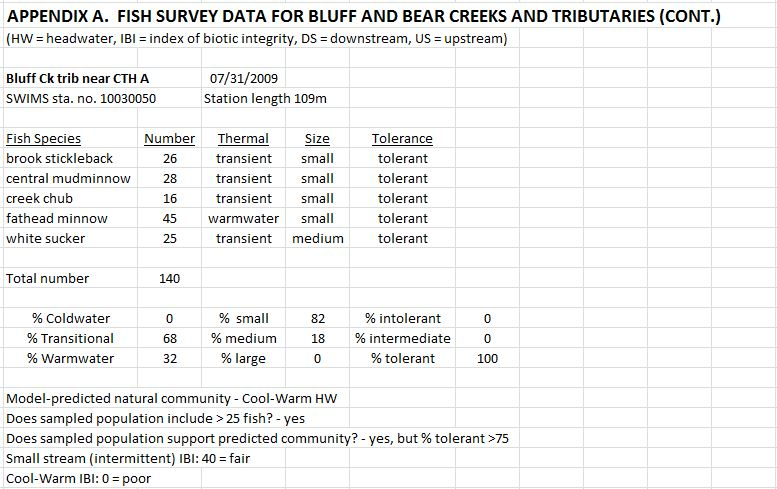 APPENDIX A. FISH SURVEY DATA FOR BLUFF AND BEAR CREEKS AND TRIBUTARIES (CONT.)
(HW = headwater, IBI = index of biotic integrity, DS = downstream, US = upstream)
Bluff Ck trib near CTH A 07/31/2009
SWIMS sta. no. 10030050 Station length 109m
Fish Species Number Thermal Size Tolerance
brook stickleback 26 transient small tolerant
central mudminnow 28 transient small tolerant
creek chub 16 transient small tolerant
fathead minnow 45 warmwater small tolerant
white sucker 25 transient medium tolerant
Total number 140
% Coldwater 0 % small 82 % intolerant 0
% Transitional 68 % medium 18 % intermediate 0
% Warmwater 32 % large 0 % tolerant 100
Model-predicted natural community - Cool-Warm HW
Does sampled population include > 25 fish? - yes
Does sampled population support predicted community? - yes, but % tolerant >75
Small stream (intermittent) IBI: 40 = fair
Cool-Warm IBI: 0 = poor